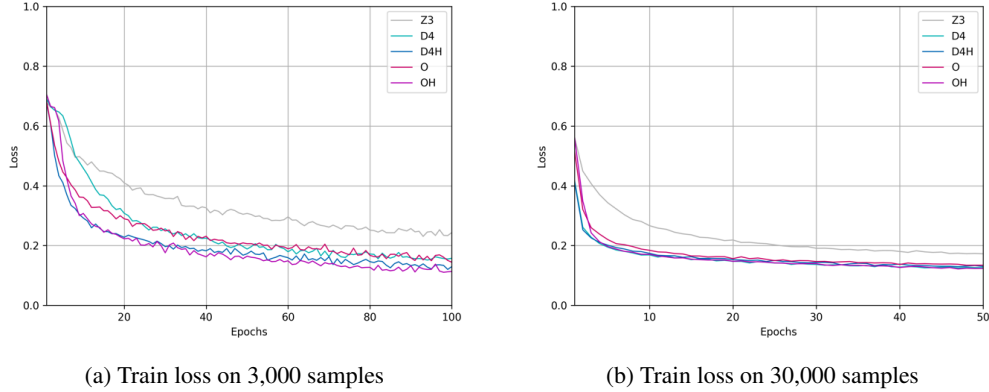 1.0
0.8
0.6
0.4
0.2
0.0
Loss
20
40
60
80
100
Epochs
Z3
D4
D4H
O
OH
(a) Train loss on 3,000 samples
1.0
0.8
0.6
0.4
0.2
0.0
Loss
10
20
30
40
50
Epochs
Z3
D4
D4H
O
OH
(b) Train loss on 30,000 samples